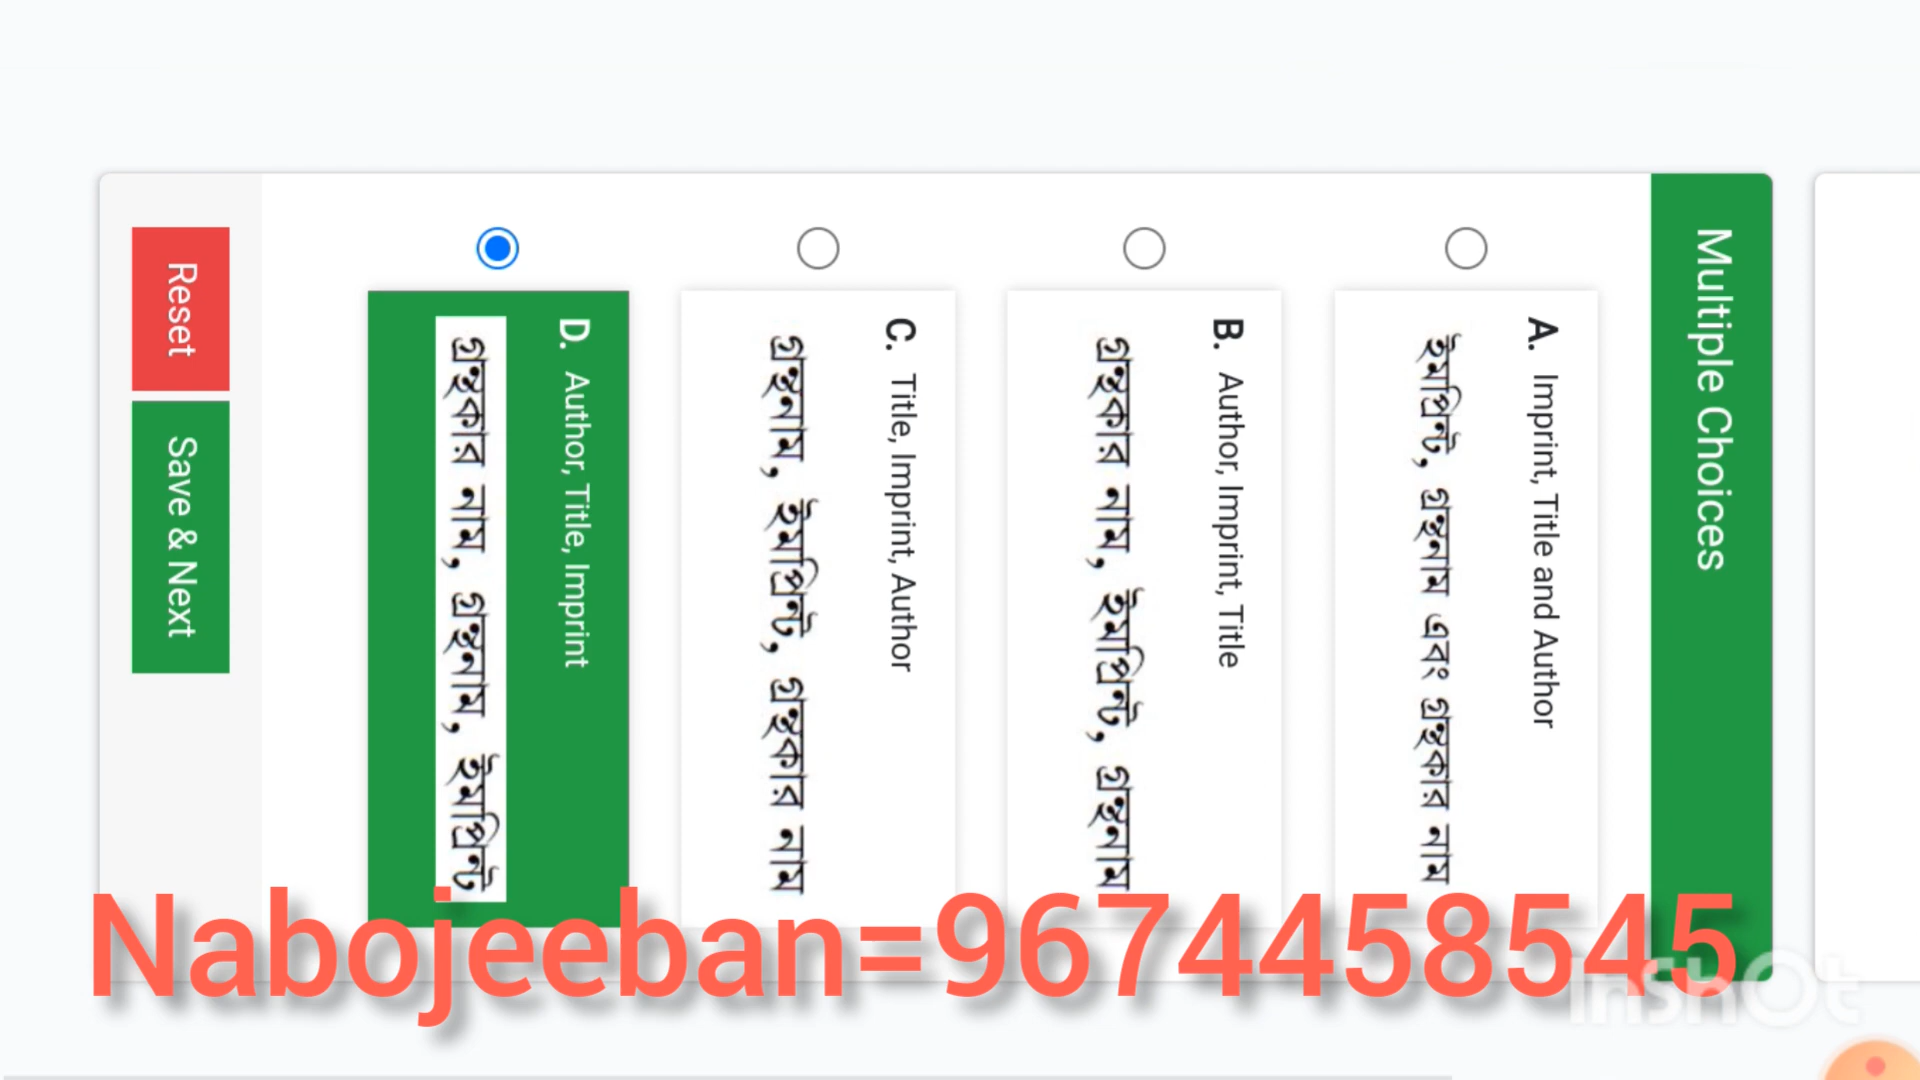 Multiple Choices
A. Imprint, Title and Author
ইমপ্রিন্ট, গ্রন্থনাম এবং গ্রন্থকার নাম
B. Author, Imprint, Title
গ্রন্থকার নাম, ইমপ্রিন্ট, গ্রন্থনাম
C. Title, Imprint, Author
গ্রন্থনাম, ইমপ্রিন্ট, গ্রন্থকার নাম
D. Author, Title, Imprint
গ্রন্থকার নাম, গ্রন্থনাম, ইমপ্রিন্ট
Reset Save & Next
Nabojeeban=9674458545
InShOt